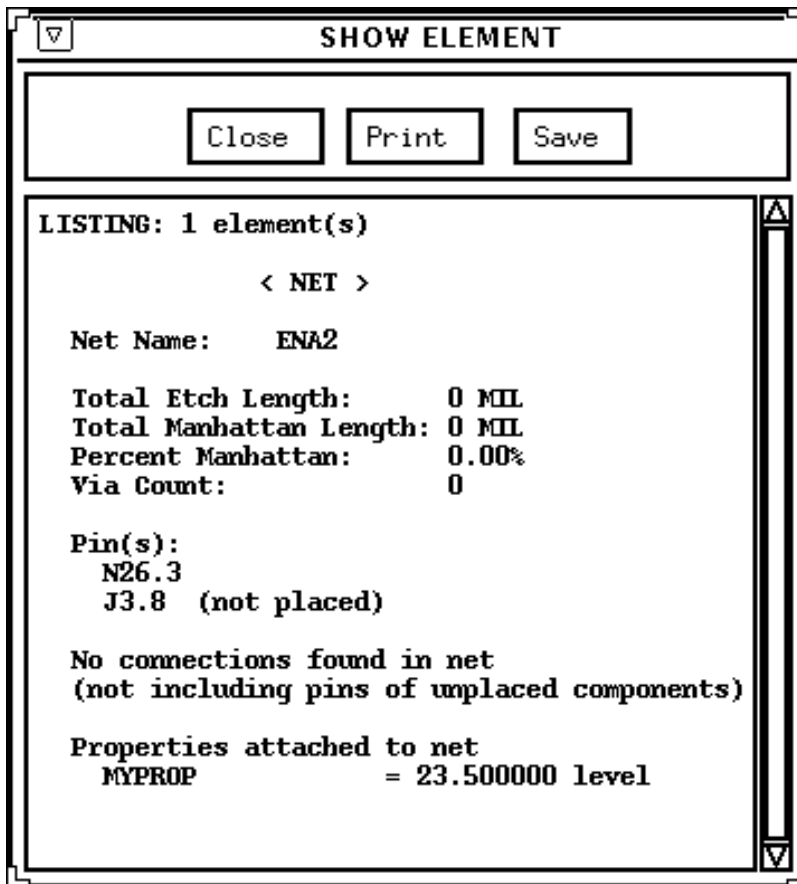 SHOW ELEMENT
Close Print Save
LISTING: 1 element(s)
< NET >
Net Name: ENA2
Total Etch Length: 0 MIL
Total Manhattan Length: 0 MIL
Percent Manhattan: 0.00%
Via Count: 0
Pin(s):
N26.3
J3.8 (not placed)
No connections found in net
(not including pins of unplaced components)
Properties attached to net
MYPROP = 23.500000 level